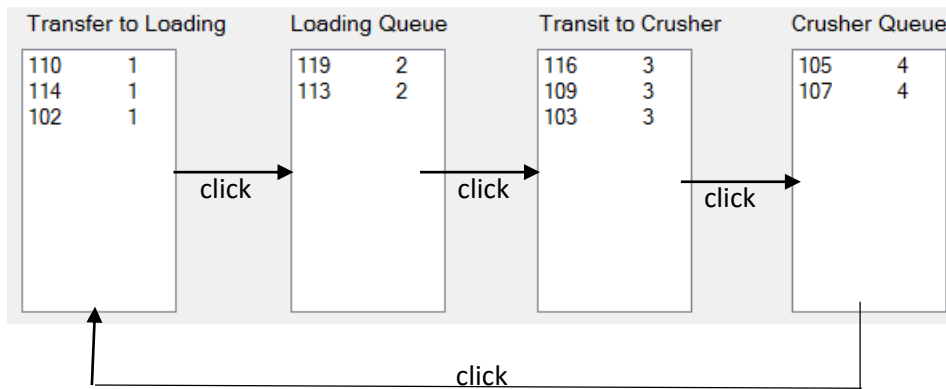 Transfer to Loading
Loading Queue
Transit to Crusher
Crusher Queue
110 1
114 1
102 1
119 2
113 2
116 3
109 3
103 3
105 4
107 4
click
click
click
click